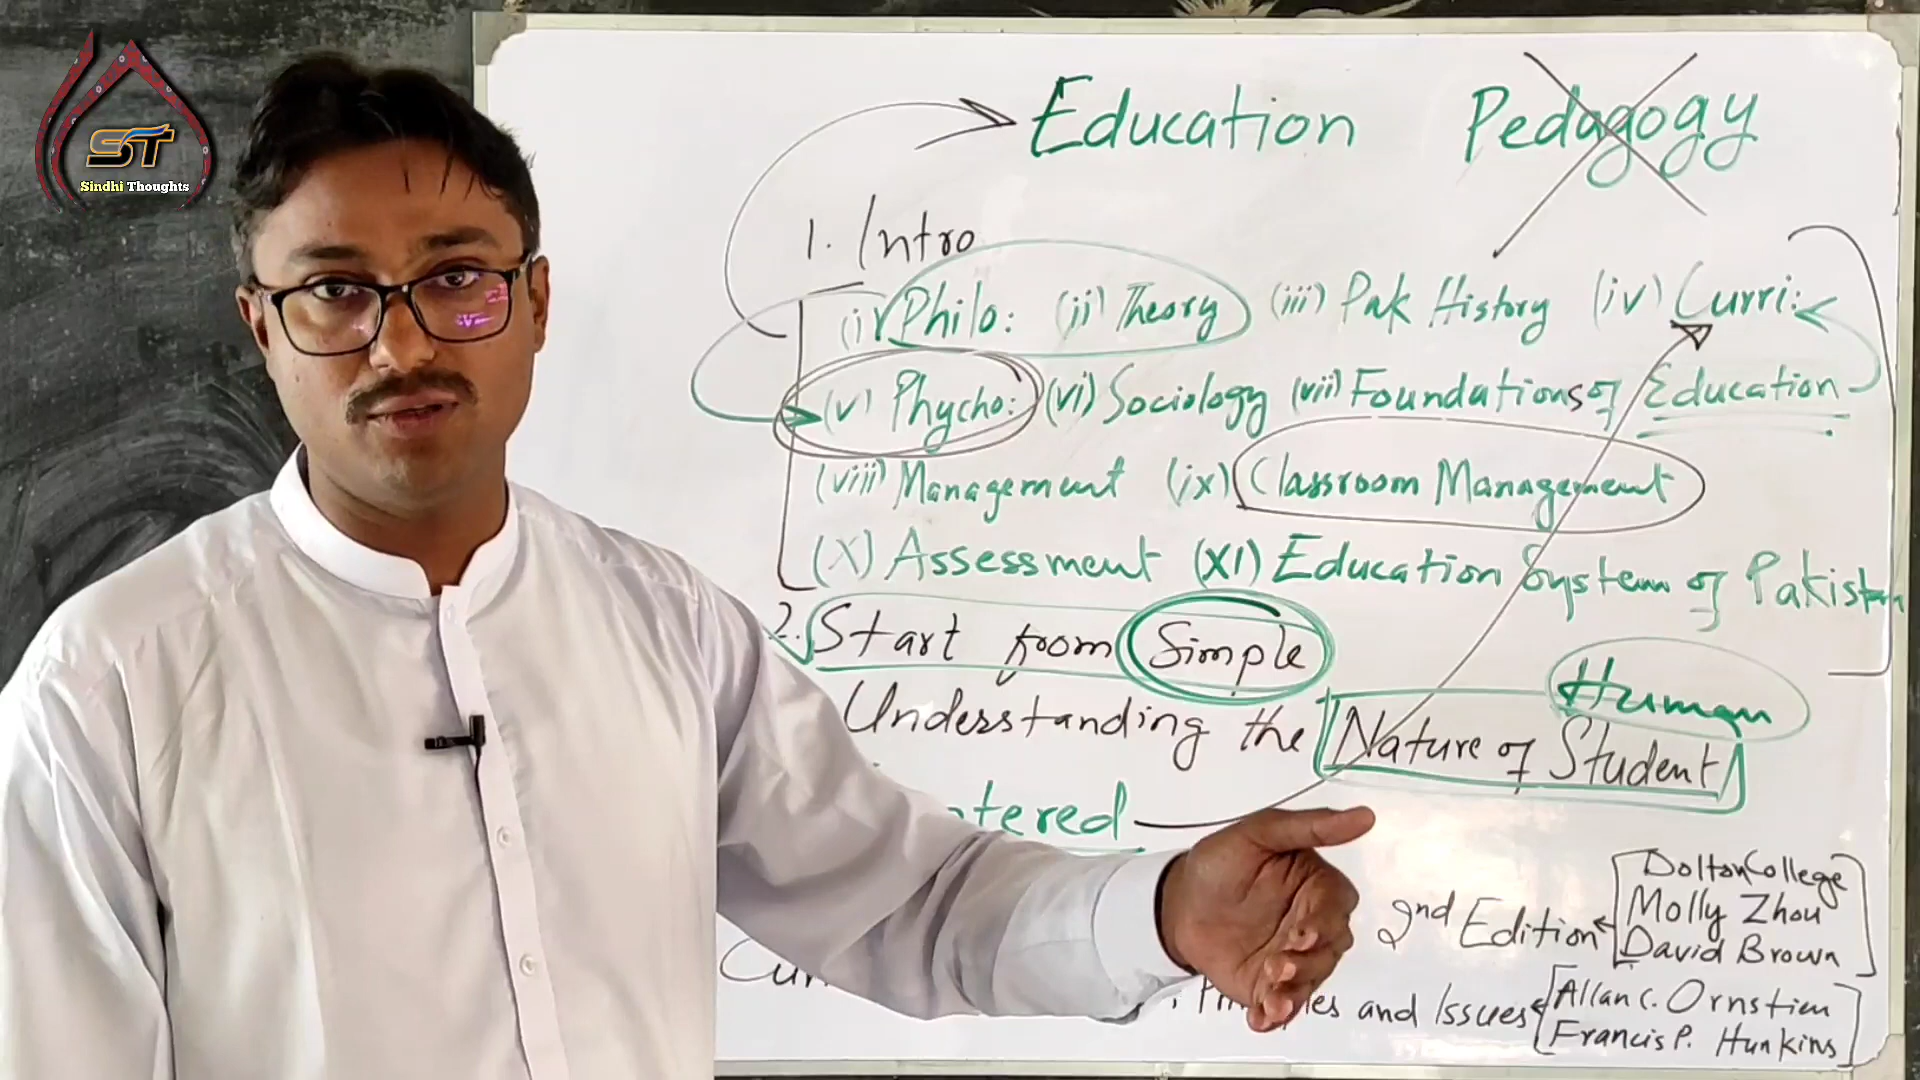 ST
Sindhi Thoughts
Education Pedagogy
1. Intro
(i) Philo: (ii) Theory (iii) Pak History (iv) Curri:
(v) Phycho: (vi) Sociology (vii) Foundations of Education
(viii) Management (ix) Classroom Management
(X) Assessment (XI) Education System of Pakistan
2. Start from Simple
Human
Understanding the Nature of Student
2nd Edition
Dolton College
Molly Zhou
David Brown
and Issues
Allan C. Ornstien
Francis P. Hunkins